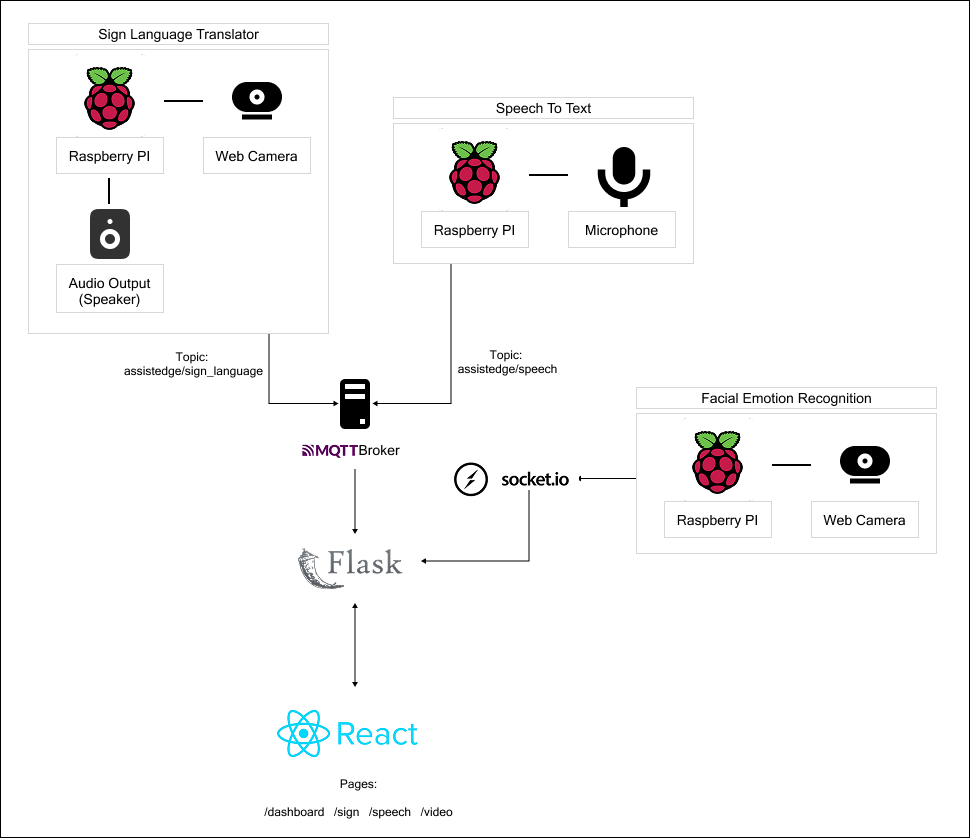 Sign Language Translator
Raspberry PI
Web Camera
Audio Output
(Speaker)
Speech To Text
Raspberry PI
Microphone
Topic:
assistedge/sign_language
Topic:
assistedge/speech
MQTTBroker
Facial Emotion Recognition
Raspberry PI
Web Camera
socket.io
Flask
React
Pages:
/dashboard /sign /speech /video